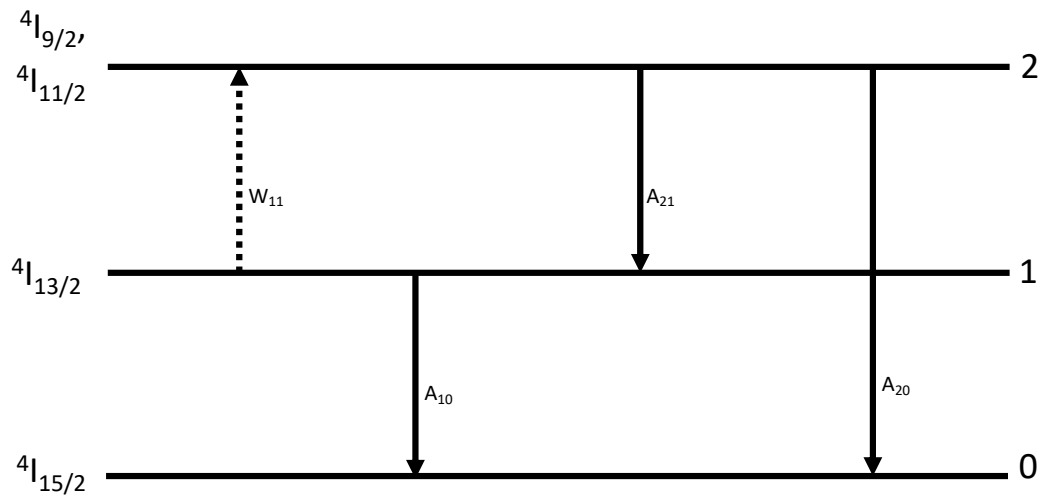 ⁴I₉/₂,
⁴I₁₁/₂ 2
W₁₁ A₂₁
⁴I₁₃/₂ 1
A₁₀ A₂₀
⁴I₁₅/₂ 0